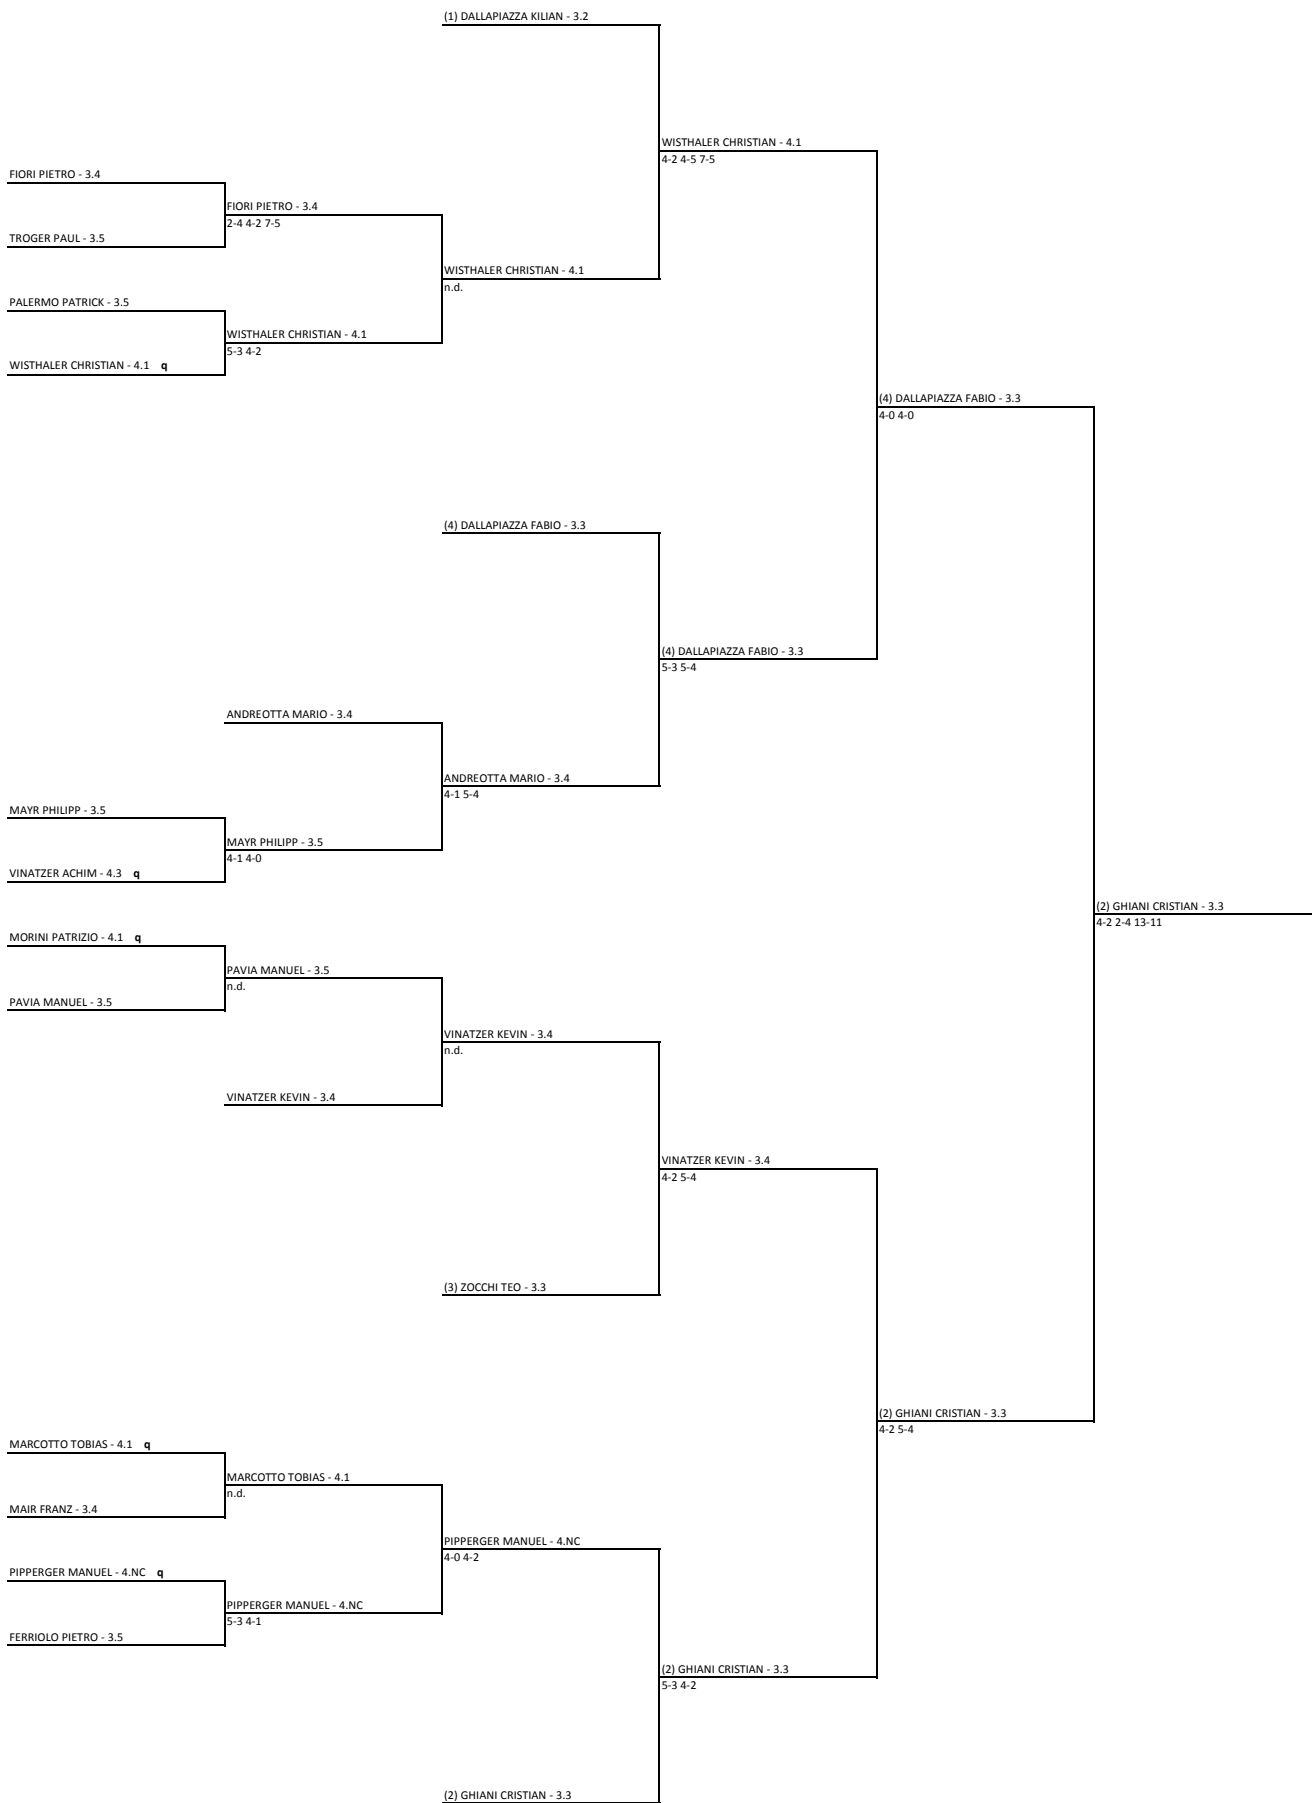 (1) DALLAPIAZZA KILIAN - 3.2
WISTHALER CHRISTIAN - 4.1
4-2 4-5 7-5
FIORI PIETRO - 3.4
FIORI PIETRO - 3.4
2-4 4-2 7-5
TROGER PAUL - 3.5
WISTHALER CHRISTIAN - 4.1
n.d.
PALERMO PATRICK - 3.5
WISTHALER CHRISTIAN - 4.1
5-3 4-2
WISTHALER CHRISTIAN - 4.1 q
(4) DALLAPIAZZA FABIO - 3.3
4-0 4-0
(4) DALLAPIAZZA FABIO - 3.3
(4) DALLAPIAZZA FABIO - 3.3
5-3 5-4
ANDREOTTA MARIO - 3.4
ANDREOTTA MARIO - 3.4
4-1 5-4
MAYR PHILIPP - 3.5
MAYR PHILIPP - 3.5
4-1 4-0
VINATZER ACHIM - 4.3 q
(2) GHIANI CRISTIAN - 3.3
4-2 2-4 13-11
MORINI PATRIZIO - 4.1 q
PAVIA MANUEL - 3.5
n.d.
PAVIA MANUEL - 3.5
VINATZER KEVIN - 3.4
n.d.
VINATZER KEVIN - 3.4
VINATZER KEVIN - 3.4
4-2 5-4
(3) ZOCCHI TEO - 3.3
(2) GHIANI CRISTIAN - 3.3
4-2 5-4
MARCOTTO TOBIAS - 4.1 q
MARCOTTO TOBIAS - 4.1
n.d.
MAIR FRANZ - 3.4
PIPPERGER MANUEL - 4.NC
4-0 4-2
PIPPERGER MANUEL - 4.NC q
PIPPERGER MANUEL - 4.NC
5-3 4-1
FERRIOLO PIETRO - 3.5
(2) GHIANI CRISTIAN - 3.3
5-3 4-2
(2) GHIANI CRISTIAN - 3.3